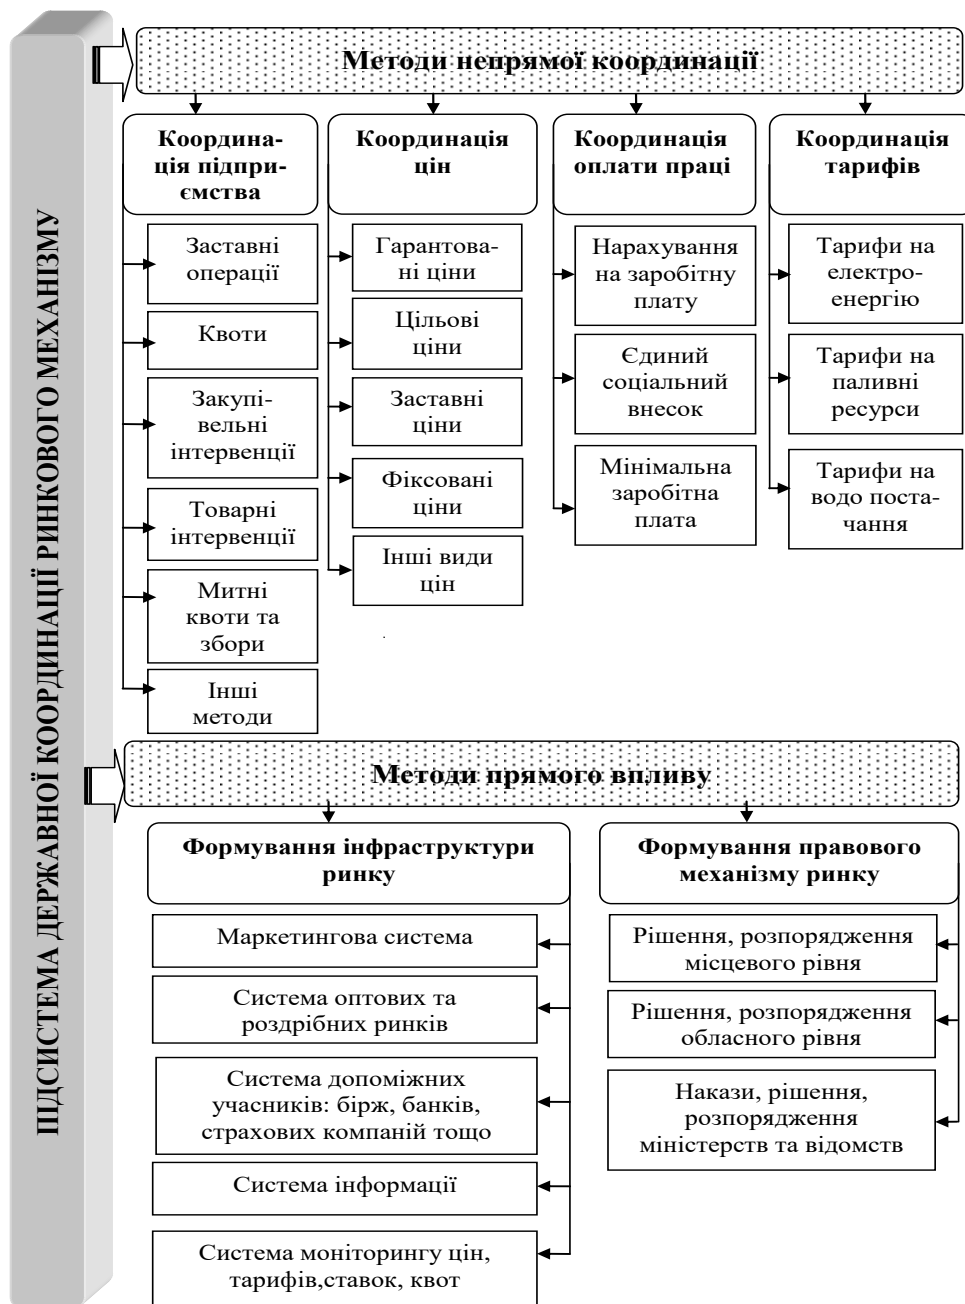 ПІДСИСТЕМА ДЕРЖАВНОЇ КООРДИНАЦІЇ РИНКОВОГО МЕХАНІЗМУ
Методи непрямої координації
Координа-
ція підпри-
ємства
Заставні
операції
Квоти
Закупі-
вельні
інтервенції
Товарні
інтервенції
Митні
квоти та
збори
Інші
методи
Координація
цін
Гарантова-
ні ціни
Цільові
ціни
Заставні
ціни
Фіксовані
ціни
Інші види
цін
Координація
оплати праці
Нарахування
на заробітну
плату
Єдиний
соціальний
внесок
Мінімальна
заробітна
плата
Координація
тарифів
Тарифи на
електро-
енергію
Тарифи на
паливні
ресурси
Тарифи на
водо поста-
чання
Методи прямого впливу
Формування інфраструктури
ринку
Маркетингова система
Система оптових та
роздрібних ринків
Система допоміжних
учасників: бірж, банків,
страхових компаній тощо
Система інформації
Система моніторингу цін,
тарифів,ставок, квот
Формування правового
механізму ринку
Рішення, розпорядження
місцевого рівня
Рішення, розпорядження
обласного рівня
Накази, рішення,
розпорядження
міністерств та відомств